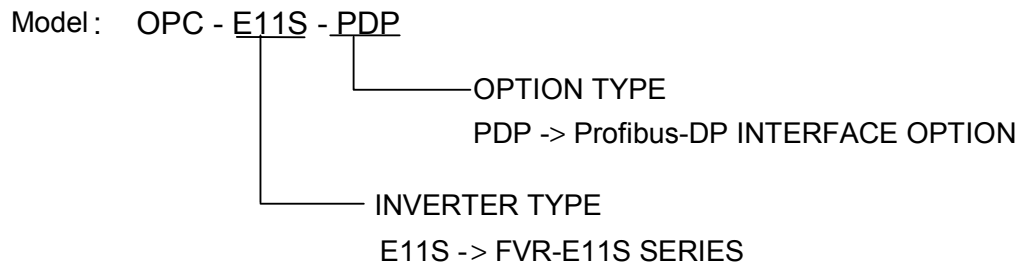 Model : OPC - E11S - PDP
OPTION TYPE
PDP -> Profibus-DP INTERFACE OPTION
INVERTER TYPE
E11S -> FVR-E11S SERIES